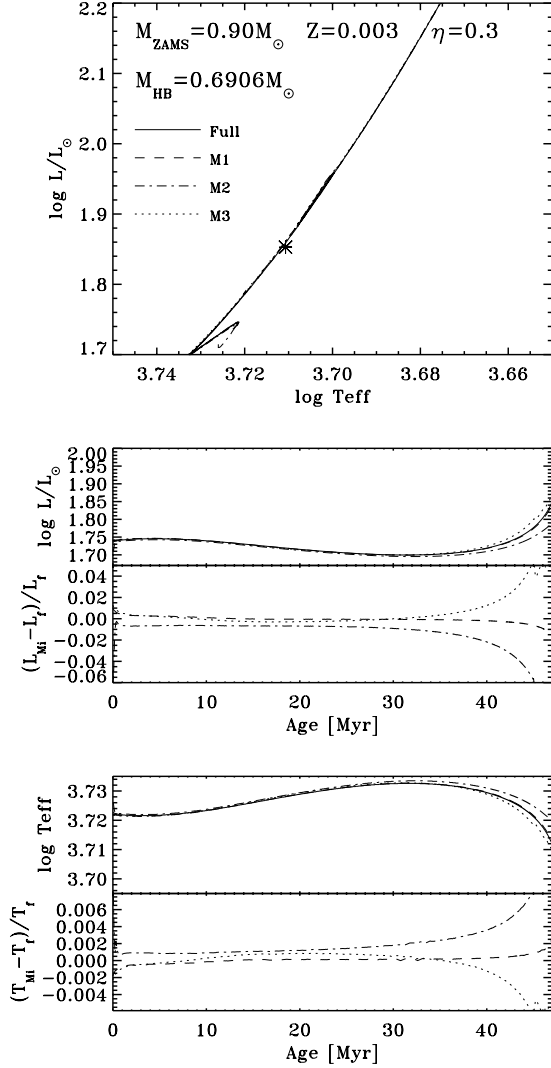 2.2
M_ZAMS=0.90M_⊙ Z=0.003 η=0.3
2.1
M_HB=0.6906M_⊙
2.0
1.9
1.8
1.7
log L/L_⊙
Full
M1
M2
M3
3.74 3.72 3.70 3.68 3.66
log Teff
2.00
1.95
1.90
1.85
1.80
1.75
1.70
log L/L_⊙
0.04
0.02
0.00
−0.02
−0.04
−0.06
(L_Mi−L_f)/L_f
0 10 20 30 40
Age [Myr]
3.73
3.72
3.71
3.70
log Teff
0.006
0.004
0.002
0.000
−0.002
−0.004
(T_Mi−T_f)/T_f
0 10 20 30 40
Age [Myr]